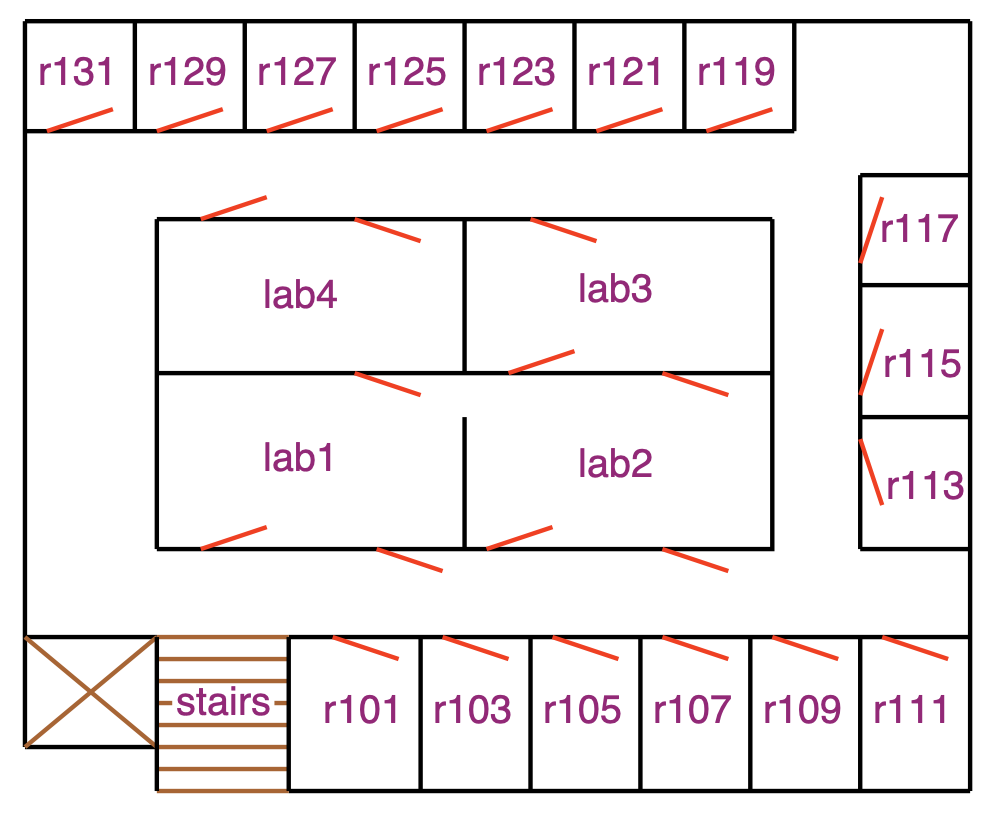 r131 r129 r127 r125 r123 r121 r119
r117
lab4 lab3
r115
lab1 lab2
r113
stairs r101 r103 r105 r107 r109 r111